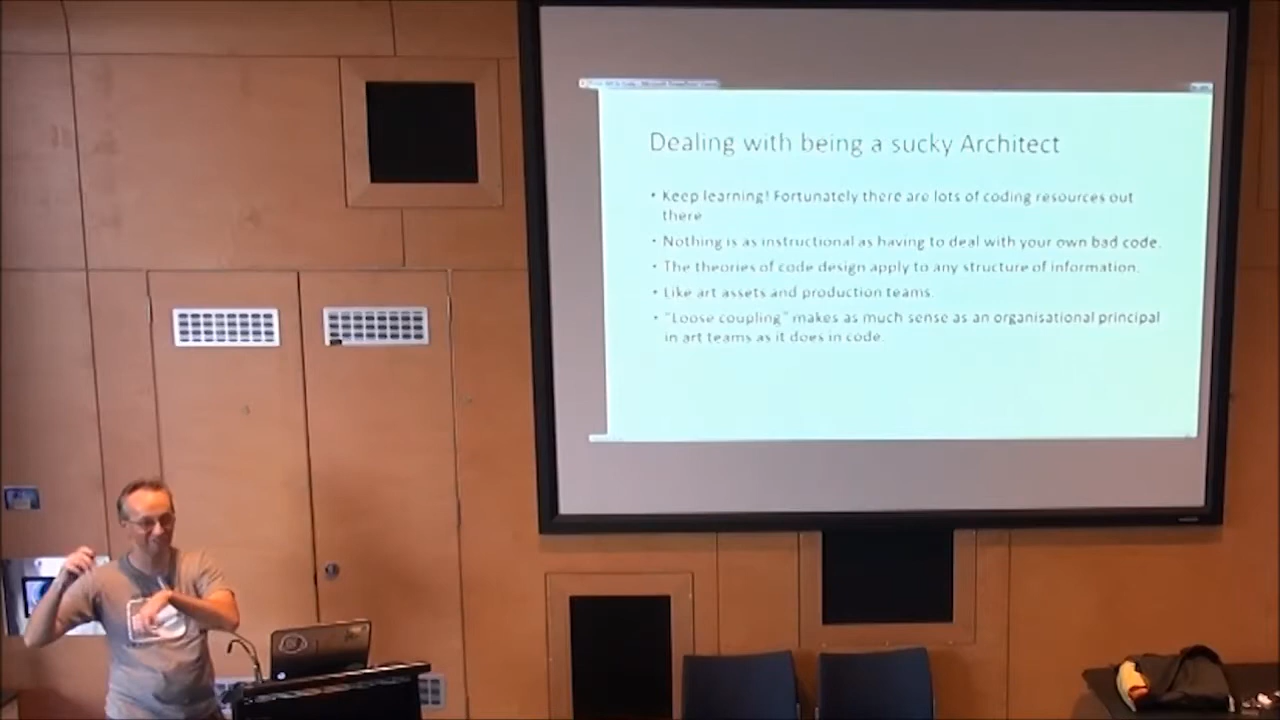 Dealing with being a sucky Architect
• Keep learning! Fortunately there are lots of coding resources out
there
• Nothing is as instructional as having to deal with your own bad code.
• The theories of code design apply to any structure of information.
• Like art assets and production teams.
• "Loose coupling" makes as much sense as an organisational principal
in art teams as it does in code.